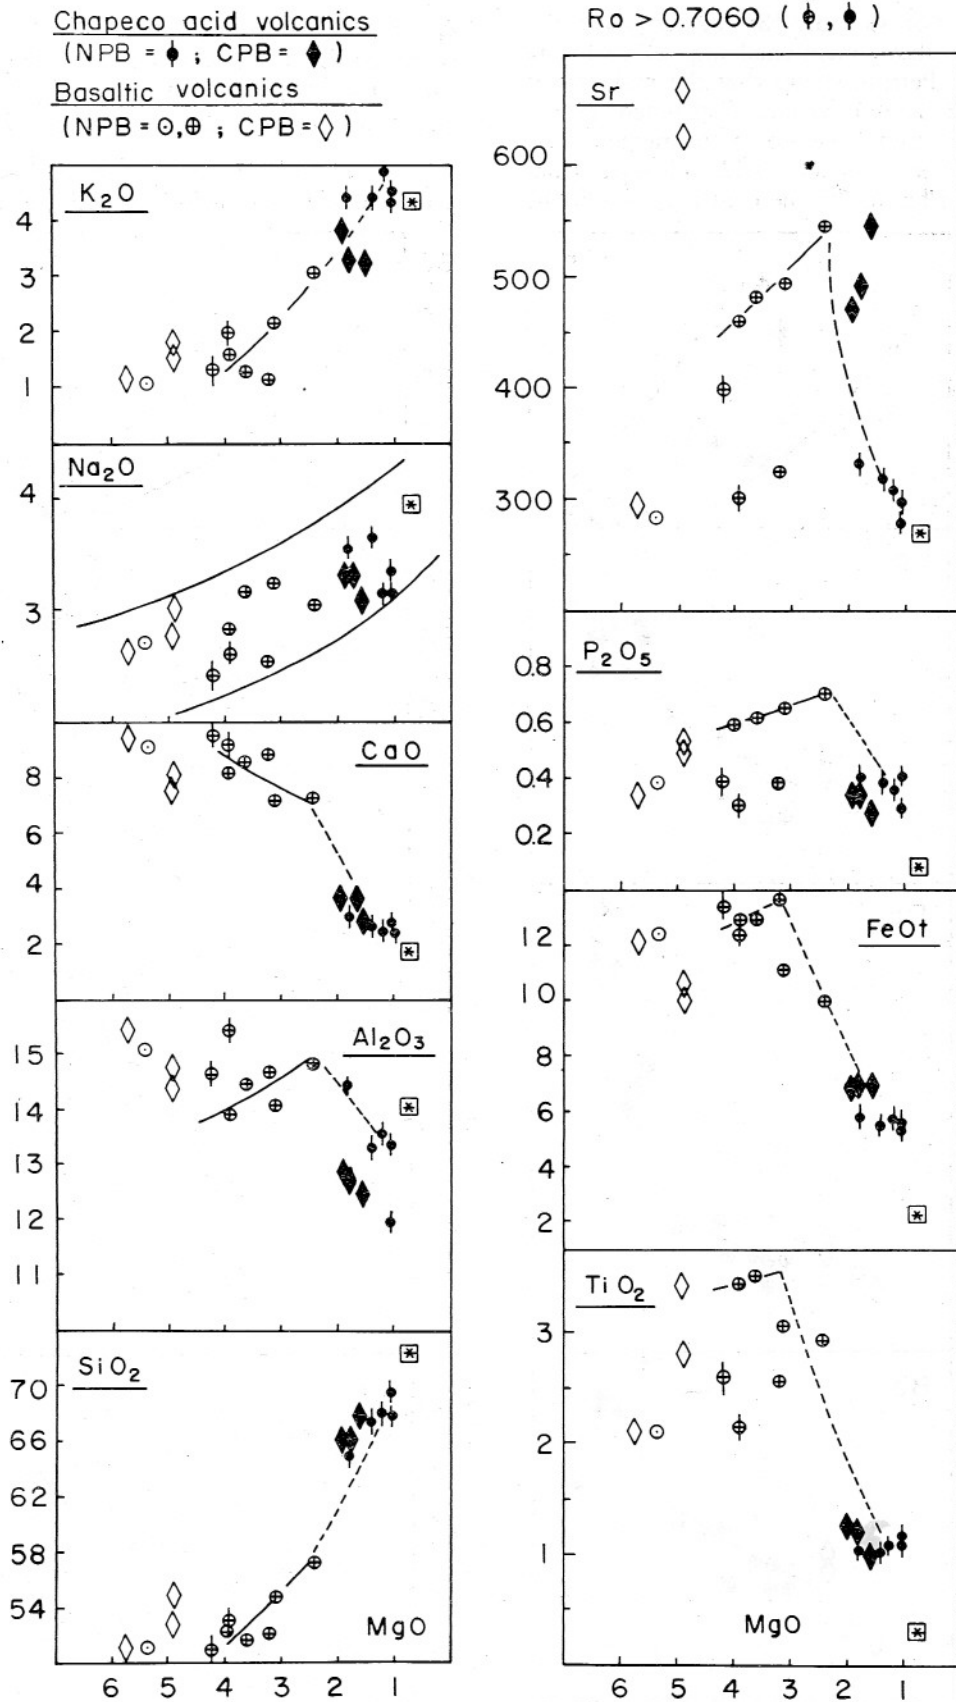 Chapeco acid volcanics
(NPB = ; CPB = )
Basaltic volcanics
(NPB = , ; CPB = )
K2O
4
3
2
1
Na2O
4
3
CaO
8
6
4
2
Al2O3
15
14
13
12
11
SiO2
70
66
62
58
54
MgO
6 5 4 3 2 1
Ro > 0.7060 ( , )
Sr
600
500
400
300
P2O5
0.8
0.6
0.4
0.2
FeOt
12
10
8
6
4
2
TiO2
3
2
1
MgO
6 5 4 3 2 1